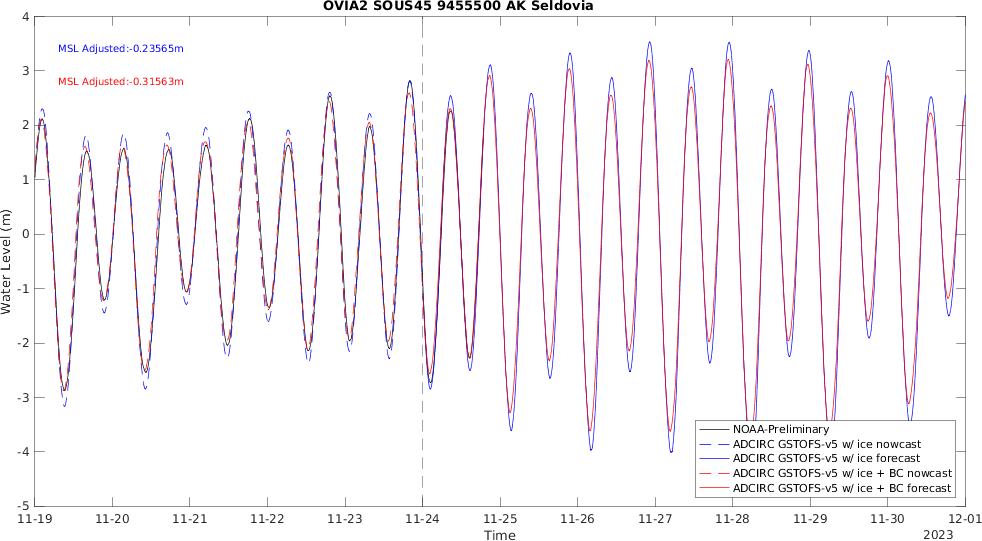 OVIA2 SOUS45 9455500 AK Seldovia
MSL Adjusted:-0.23565m
MSL Adjusted:-0.31563m
4
3
2
1
0
-1
-2
-3
-4
-5
Water Level (m)
NOAA-Preliminary
ADCIRC GSTOFS-v5 w/ ice nowcast
ADCIRC GSTOFS-v5 w/ ice forecast
ADCIRC GSTOFS-v5 w/ ice + BC nowcast
ADCIRC GSTOFS-v5 w/ ice + BC forecast
11-19 11-20 11-21 11-22 11-23 11-24 11-25 11-26 11-27 11-28 11-29 11-30 12-01
Time
2023